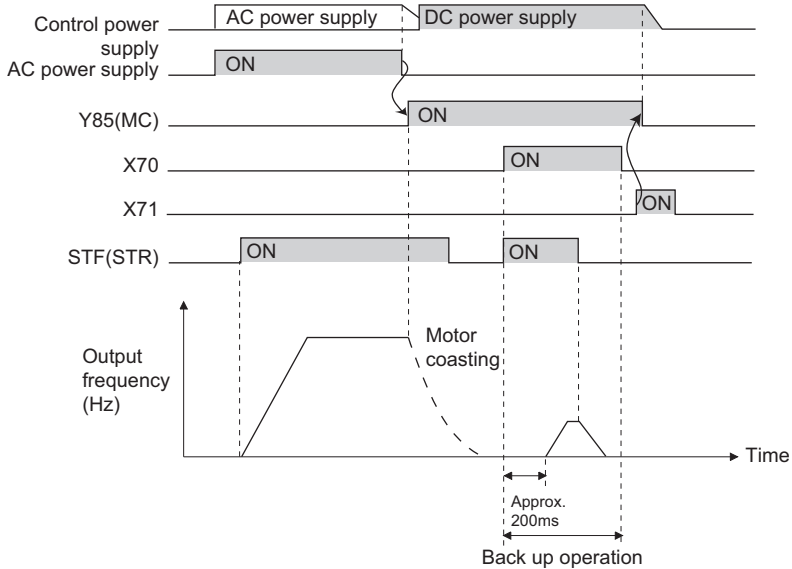 Control power
supply
AC power supply
DC power supply
AC power supply
ON
Y85(MC)
ON
X70
ON
X71
ON
STF(STR)
ON
ON
Output
frequency
(Hz)
Motor
coasting
Time
Approx.
200ms
Back up operation